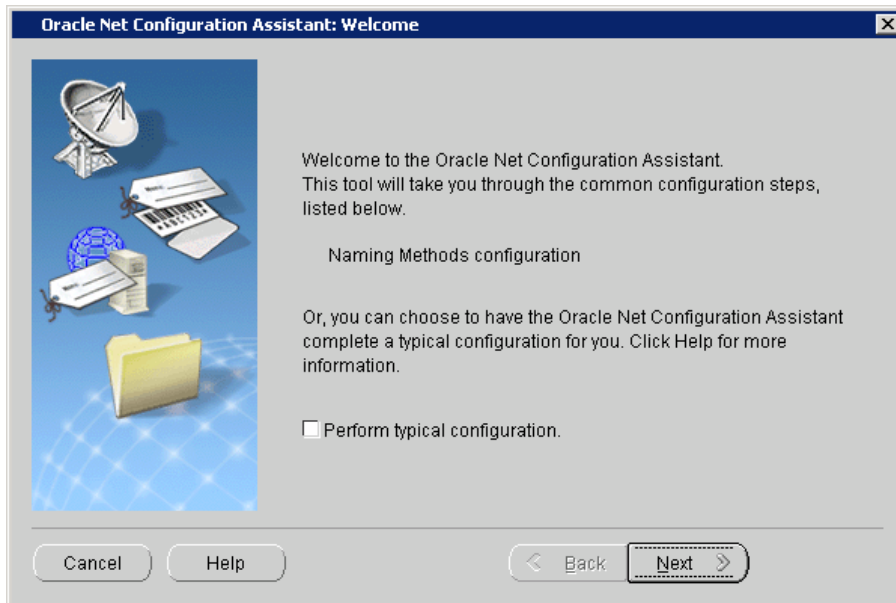 Oracle Net Configuration Assistant: Welcome
Welcome to the Oracle Net Configuration Assistant.
This tool will take you through the common configuration steps,
listed below.
Naming Methods configuration
Or, you can choose to have the Oracle Net Configuration Assistant
complete a typical configuration for you. Click Help for more
information.
Perform typical configuration.
Cancel
Help
Back
Next